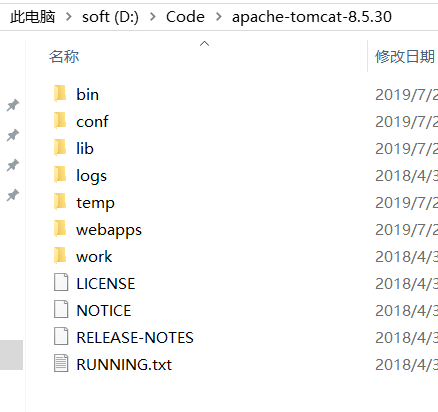 此电脑 > soft (D:) > Code > apache-tomcat-8.5.30
名称 修改日期
bin 2019/7/2
conf 2019/7/2
lib 2019/7/2
logs 2018/4/3
temp 2019/7/2
webapps 2019/7/2
work 2018/4/3
LICENSE 2018/4/3
NOTICE 2018/4/3
RELEASE-NOTES 2018/4/3
RUNNING.txt 2018/4/3